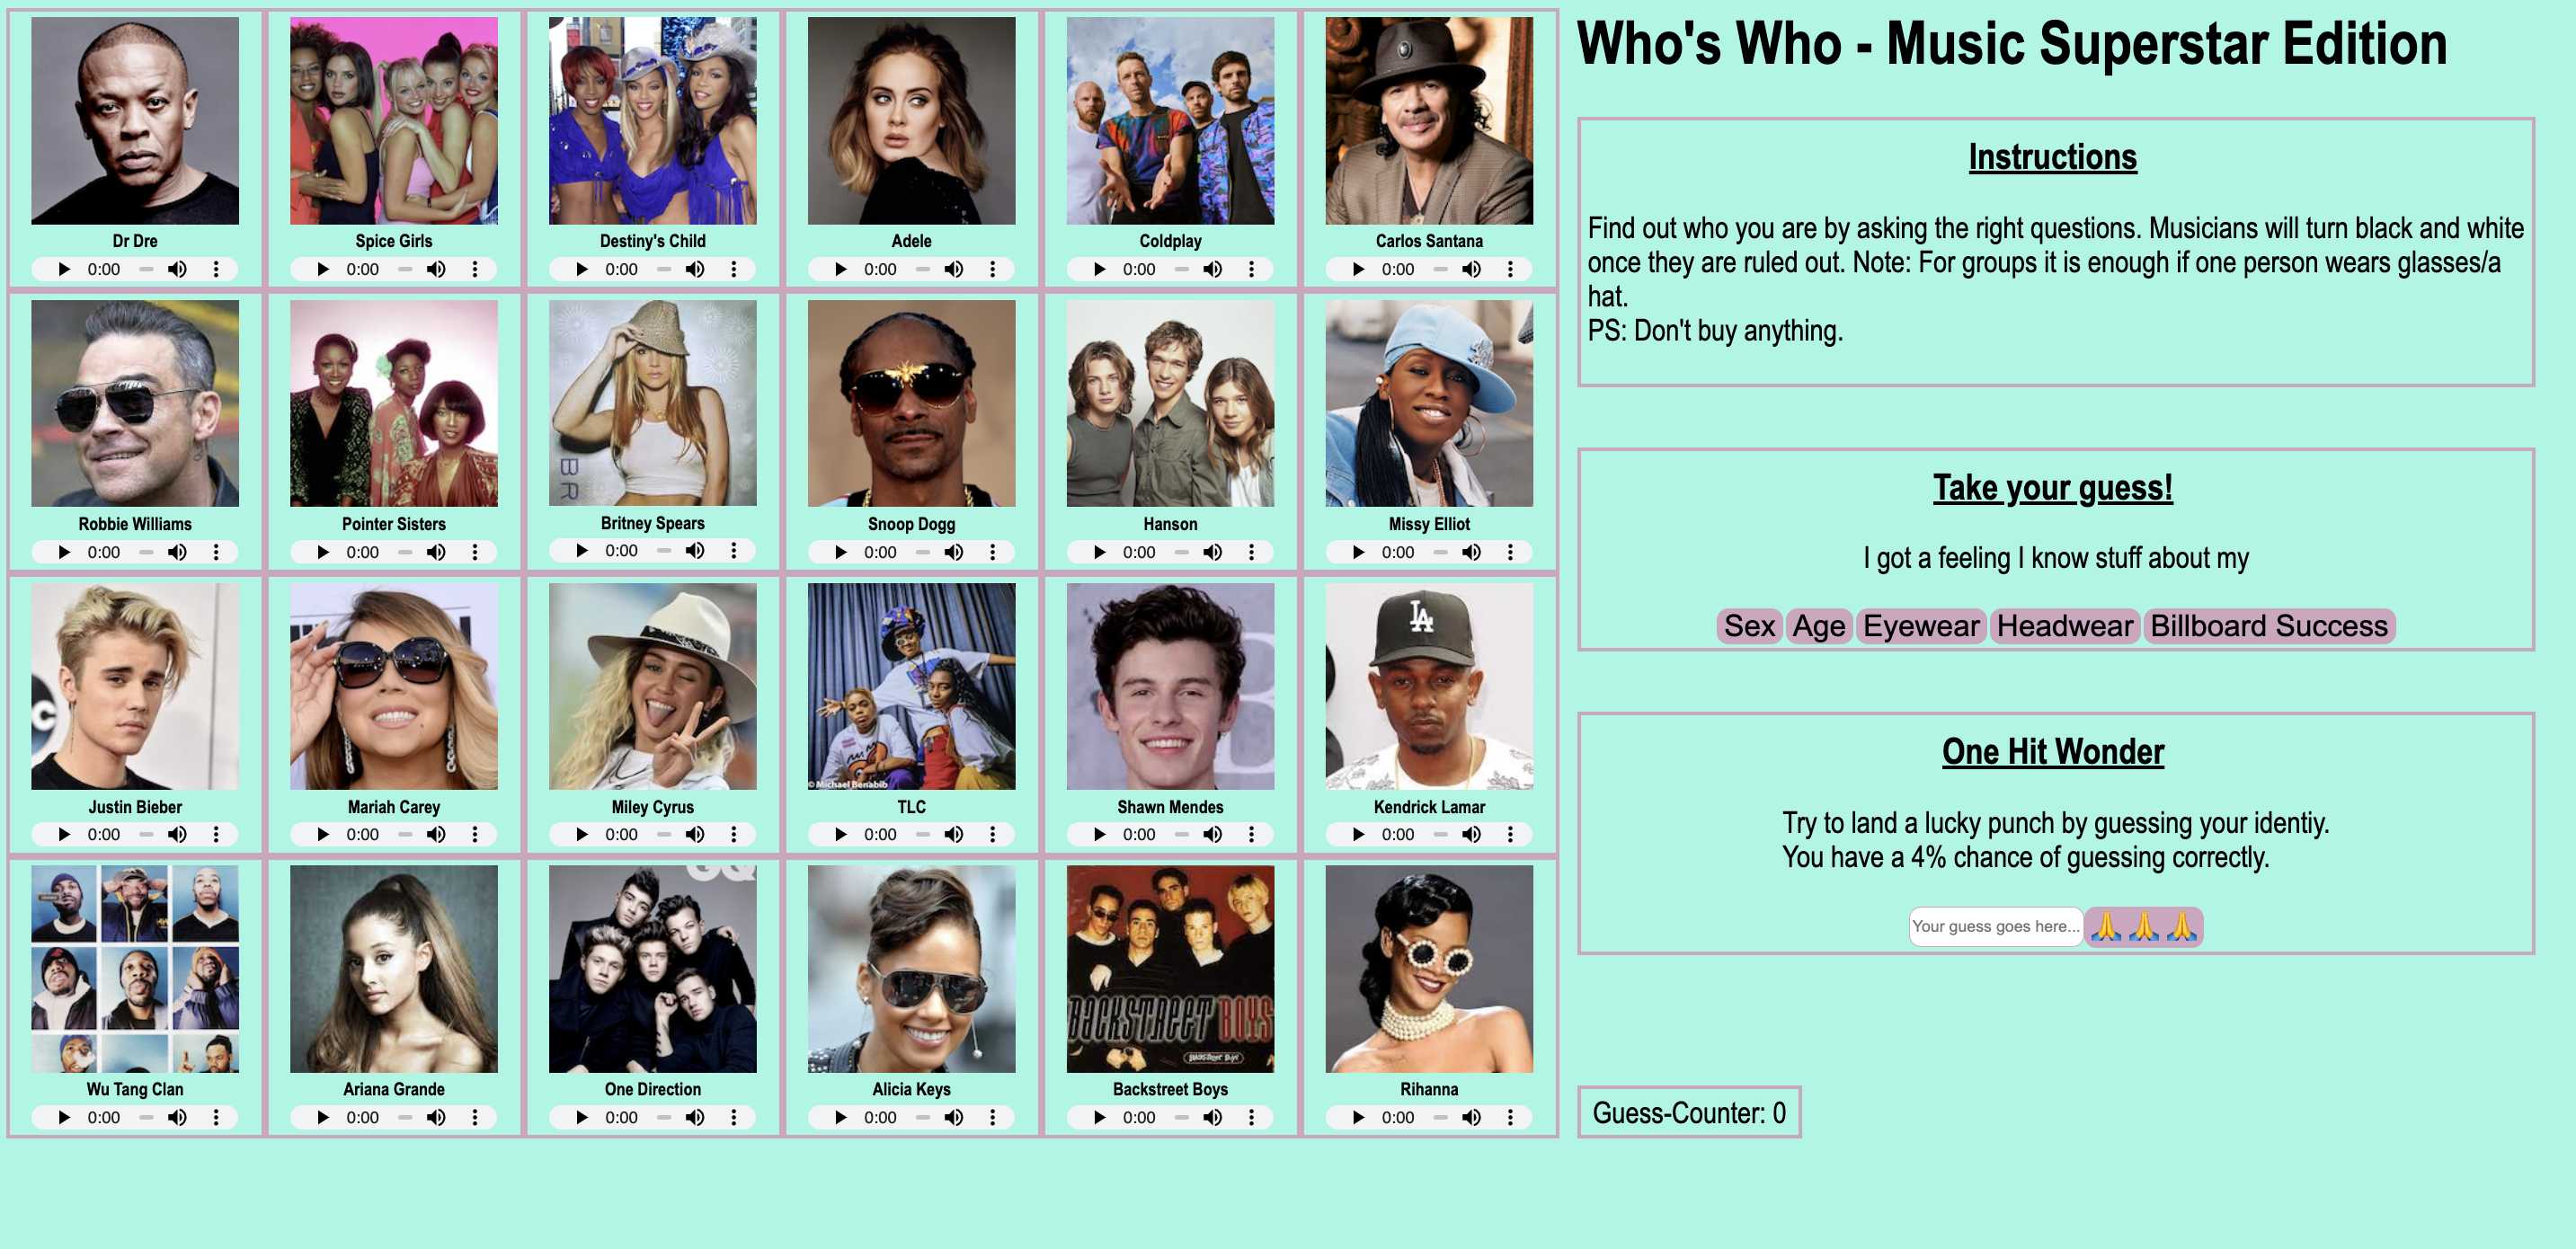 Who's Who - Music Superstar Edition
Dr Dre
0:00
Spice Girls
0:00
Destiny's Child
0:00
Adele
0:00
Coldplay
0:00
Carlos Santana
0:00
BR
Robbie Williams
0:00
Pointer Sisters
0:00
Britney Spears
0:00
Snoop Dogg
0:00
Hanson
0:00
Missy Elliot
0:00
© Michael Benabib
LA
Justin Bieber
0:00
Mariah Carey
0:00
Miley Cyrus
0:00
TLC
0:00
Shawn Mendes
0:00
Kendrick Lamar
0:00
GQ
BACKSTREET BOYS
Wu Tang Clan
0:00
Ariana Grande
0:00
One Direction
0:00
Alicia Keys
0:00
Backstreet Boys
0:00
Rihanna
0:00
Instructions
Find out who you are by asking the right questions. Musicians will turn black and white
once they are ruled out. Note: For groups it is enough if one person wears glasses/a
hat.
PS: Don't buy anything.
Take your guess!
I got a feeling I know stuff about my
Sex Age Eyewear Headwear Billboard Success
One Hit Wonder
Try to land a lucky punch by guessing your identiy.
You have a 4% chance of guessing correctly.
Your guess goes here... 🙏 🙏 🙏
Guess-Counter: 0